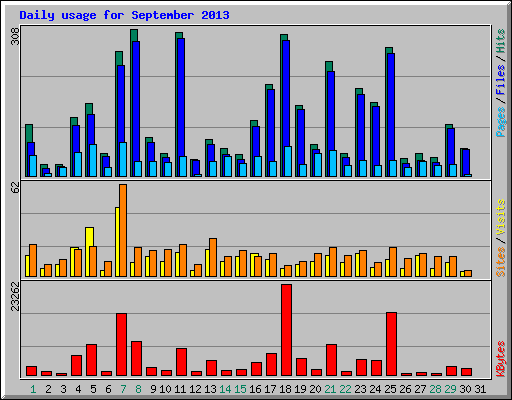 Daily usage for September 2013
308
Pages / Files / Hits
62
Sites / Visits
23262
KBytes
1 2 3 4 5 6 7 8 9 10 11 12 13 14 15 16 17 18 19 20 21 22 23 24 25 26 27 28 29 30 31